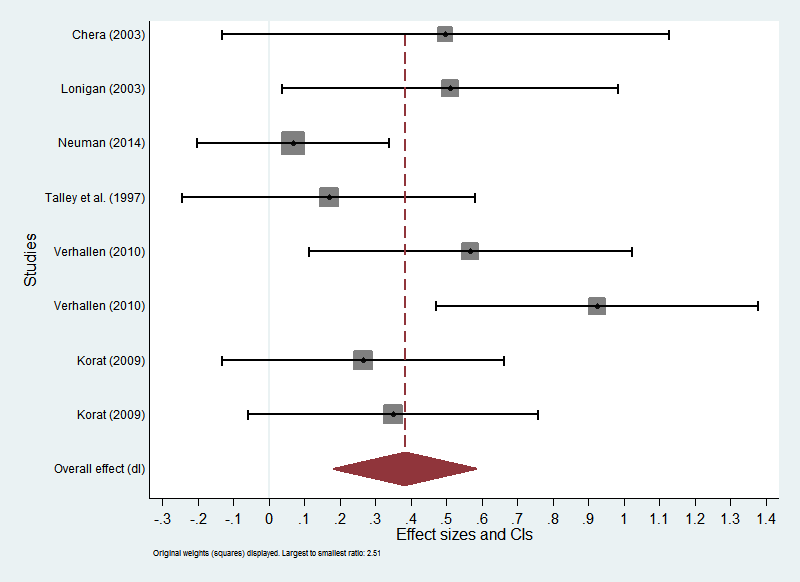 Chera (2003)
Lonigan (2003)
Neuman (2014)
Talley et al. (1997)
Verhallen (2010)
Verhallen (2010)
Korat (2009)
Korat (2009)
Overall effect (dl)
Studies
-.3 -.2 -.1 0 .1 .2 .3 .4 .5 .6 .7 .8 .9 1 1.1 1.2 1.3 1.4
Effect sizes and CIs
Original weights (squares) displayed. Largest to smallest ratio: 2.51